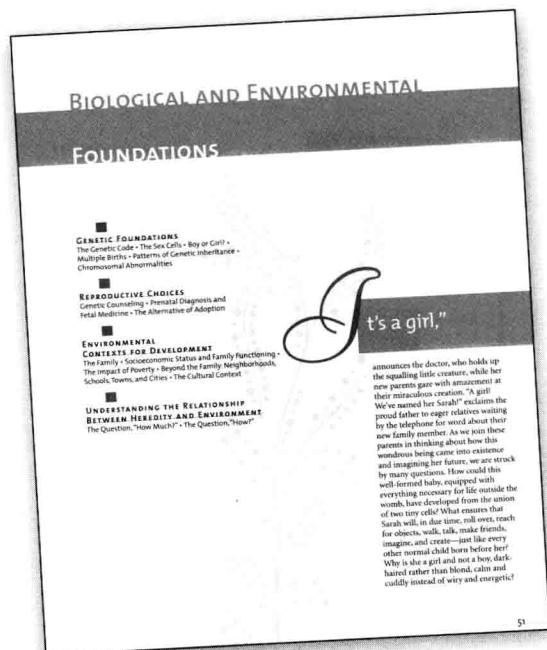 BIOLOGICAL AND ENVIRONMENTAL
FOUNDATIONS
GENETIC FOUNDATIONS
The Genetic Code • The Sex Cells • Boy or Girl? •
Multiple Births • Patterns of Genetic Inheritance •
Chromosomal Abnormalities
REPRODUCTIVE CHOICES
Genetic Counseling • Prenatal Diagnosis and
Fetal Medicine • The Alternative of Adoption
ENVIRONMENTAL
CONTEXTS FOR DEVELOPMENT
The Family • Socioeconomic Status and Family Functioning •
The Impact of Poverty • Beyond the Family: Neighborhoods,
Schools, Towns, and Cities • The Cultural Context
UNDERSTANDING THE RELATIONSHIP
BETWEEN HEREDITY AND ENVIRONMENT
The Question, "How Much?" • The Question, "How?"
It's a girl,"
announces the doctor, who holds up
the squalling little creature, while her
new parents gaze with amazement at
their miraculous creation. "A girl!
We've named her Sarah!" exclaims the
proud father to eager relatives waiting
by the telephone for word about their
new family member. As we join these
parents in thinking about how this
wondrous being came into existence
and imagining her future, we are struck
by many questions. How could this
well-formed baby, equipped with
everything necessary for life outside the
womb, have developed from the union
of two tiny cells? What ensures that
Sarah will, in due time, roll over, reach
for objects, walk, talk, make friends,
imagine, and create—just like every
other normal child born before her?
Why is she a girl and not a boy, dark-
haired rather than blond, calm and
cuddly instead of wiry and energetic?
51